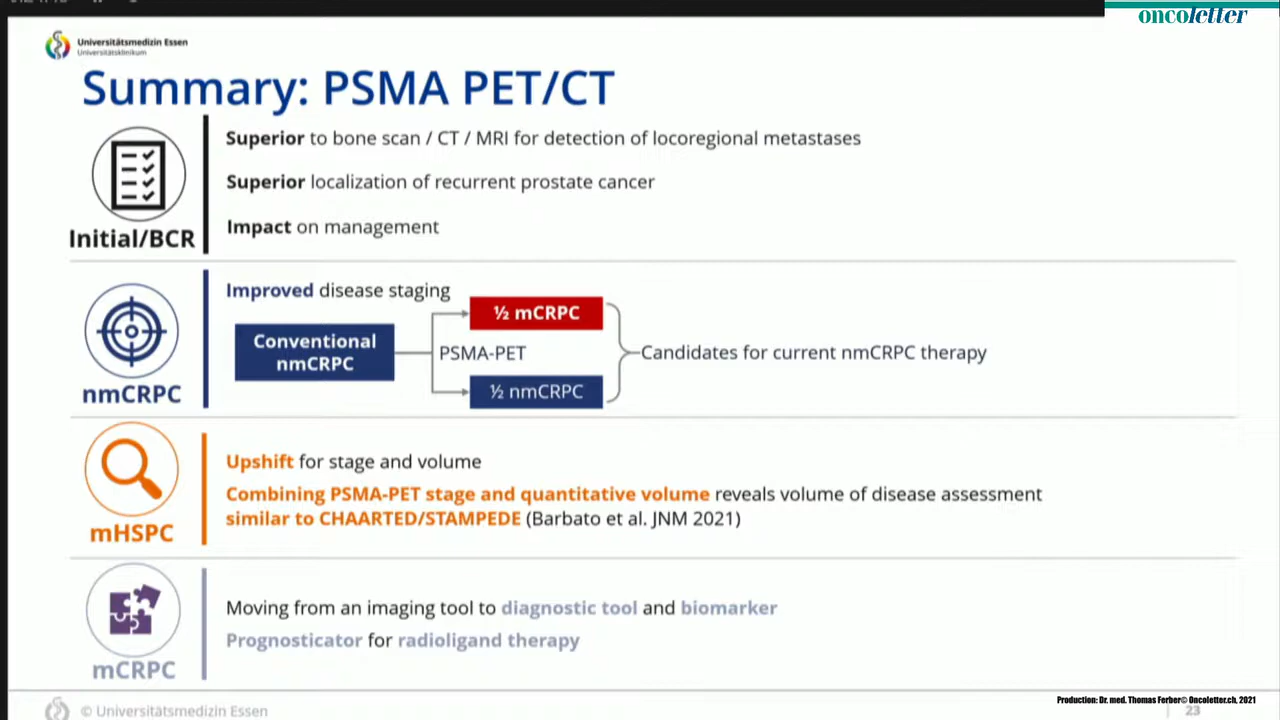 oncoletter
Universitätsmedizin Essen
Universitätsklinikum
Summary: PSMA PET/CT
Initial/BCR
Superior to bone scan / CT / MRI for detection of locoregional metastases
Superior localization of recurrent prostate cancer
Impact on management
nmCRPC
Improved disease staging
Conventional
nmCRPC
PSMA-PET
½ mCRPC
½ nmCRPC
Candidates for current nmCRPC therapy
mHSPC
Upshift for stage and volume
Combining PSMA-PET stage and quantitative volume reveals volume of disease assessment
similar to CHAARTED/STAMPEDE (Barbato et al. JNM 2021)
mCRPC
Moving from an imaging tool to diagnostic tool and biomarker
Prognosticator for radioligand therapy
© Universitätsmedizin Essen
Production: Dr. med. Thomas Ferber© Oncoletter.ch, 2021
23